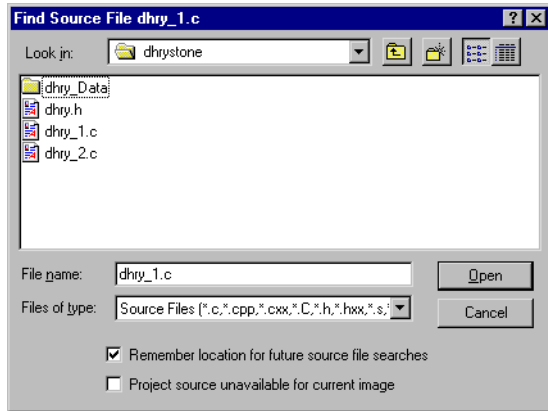 Find Source File dhry_1.c
Look in: dhrystone
dhry_Data
dhry.h
dhry_1.c
dhry_2.c
File name: dhry_1.c Open
Files of type: Source Files (*.c,*.cpp,*.cxx,*.C,*.h,*.hxx,*.s,* Cancel
Remember location for future source file searches
Project source unavailable for current image